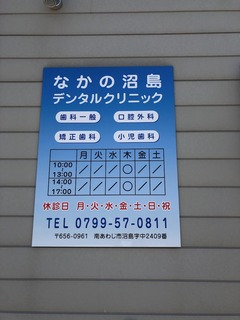 なかの沼島
デンタルクリニック
歯科一般 口腔外科
矯正歯科 小児歯科
月 火 水 木 金 土
10:00 〜 13:00 ／ ／ ／ ○ ／ ／
14:00 〜 17:00 ／ ／ ／ ○ ／ ／
休診日 月・火・水・金・土・日・祝
TEL 0799-57-0811
〒656-0961 南あわじ市沼島字中2409番